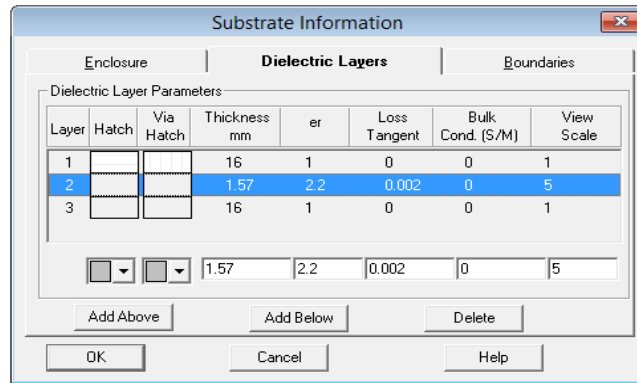 Substrate Information
Enclosure Dielectric Layers Boundaries
Dielectric Layer Parameters
Layer Hatch Via Hatch Thickness mm er Loss Tangent Bulk Cond. (S/M) View Scale
1 16 1 0 0 1
2 1.57 2.2 0.002 0 5
3 16 1 0 0 1
1.57 2.2 0.002 0 5
Add Above Add Below Delete
OK Cancel Help